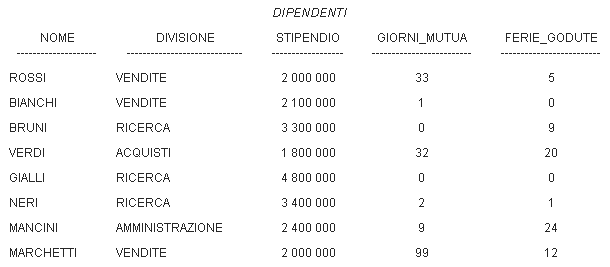 DIPENDENTI
NOME DIVISIONE STIPENDIO GIORNI_MUTUA FERIE_GODUTE
ROSSI VENDITE 2 000 000 33 5
BIANCHI VENDITE 2 100 000 1 0
BRUNI RICERCA 3 300 000 0 9
VERDI ACQUISTI 1 800 000 32 20
GIALLI RICERCA 4 800 000 0 0
NERI RICERCA 3 400 000 2 1
MANCINI AMMINISTRAZIONE 2 400 000 9 24
MARCHETTI VENDITE 2 000 000 99 12